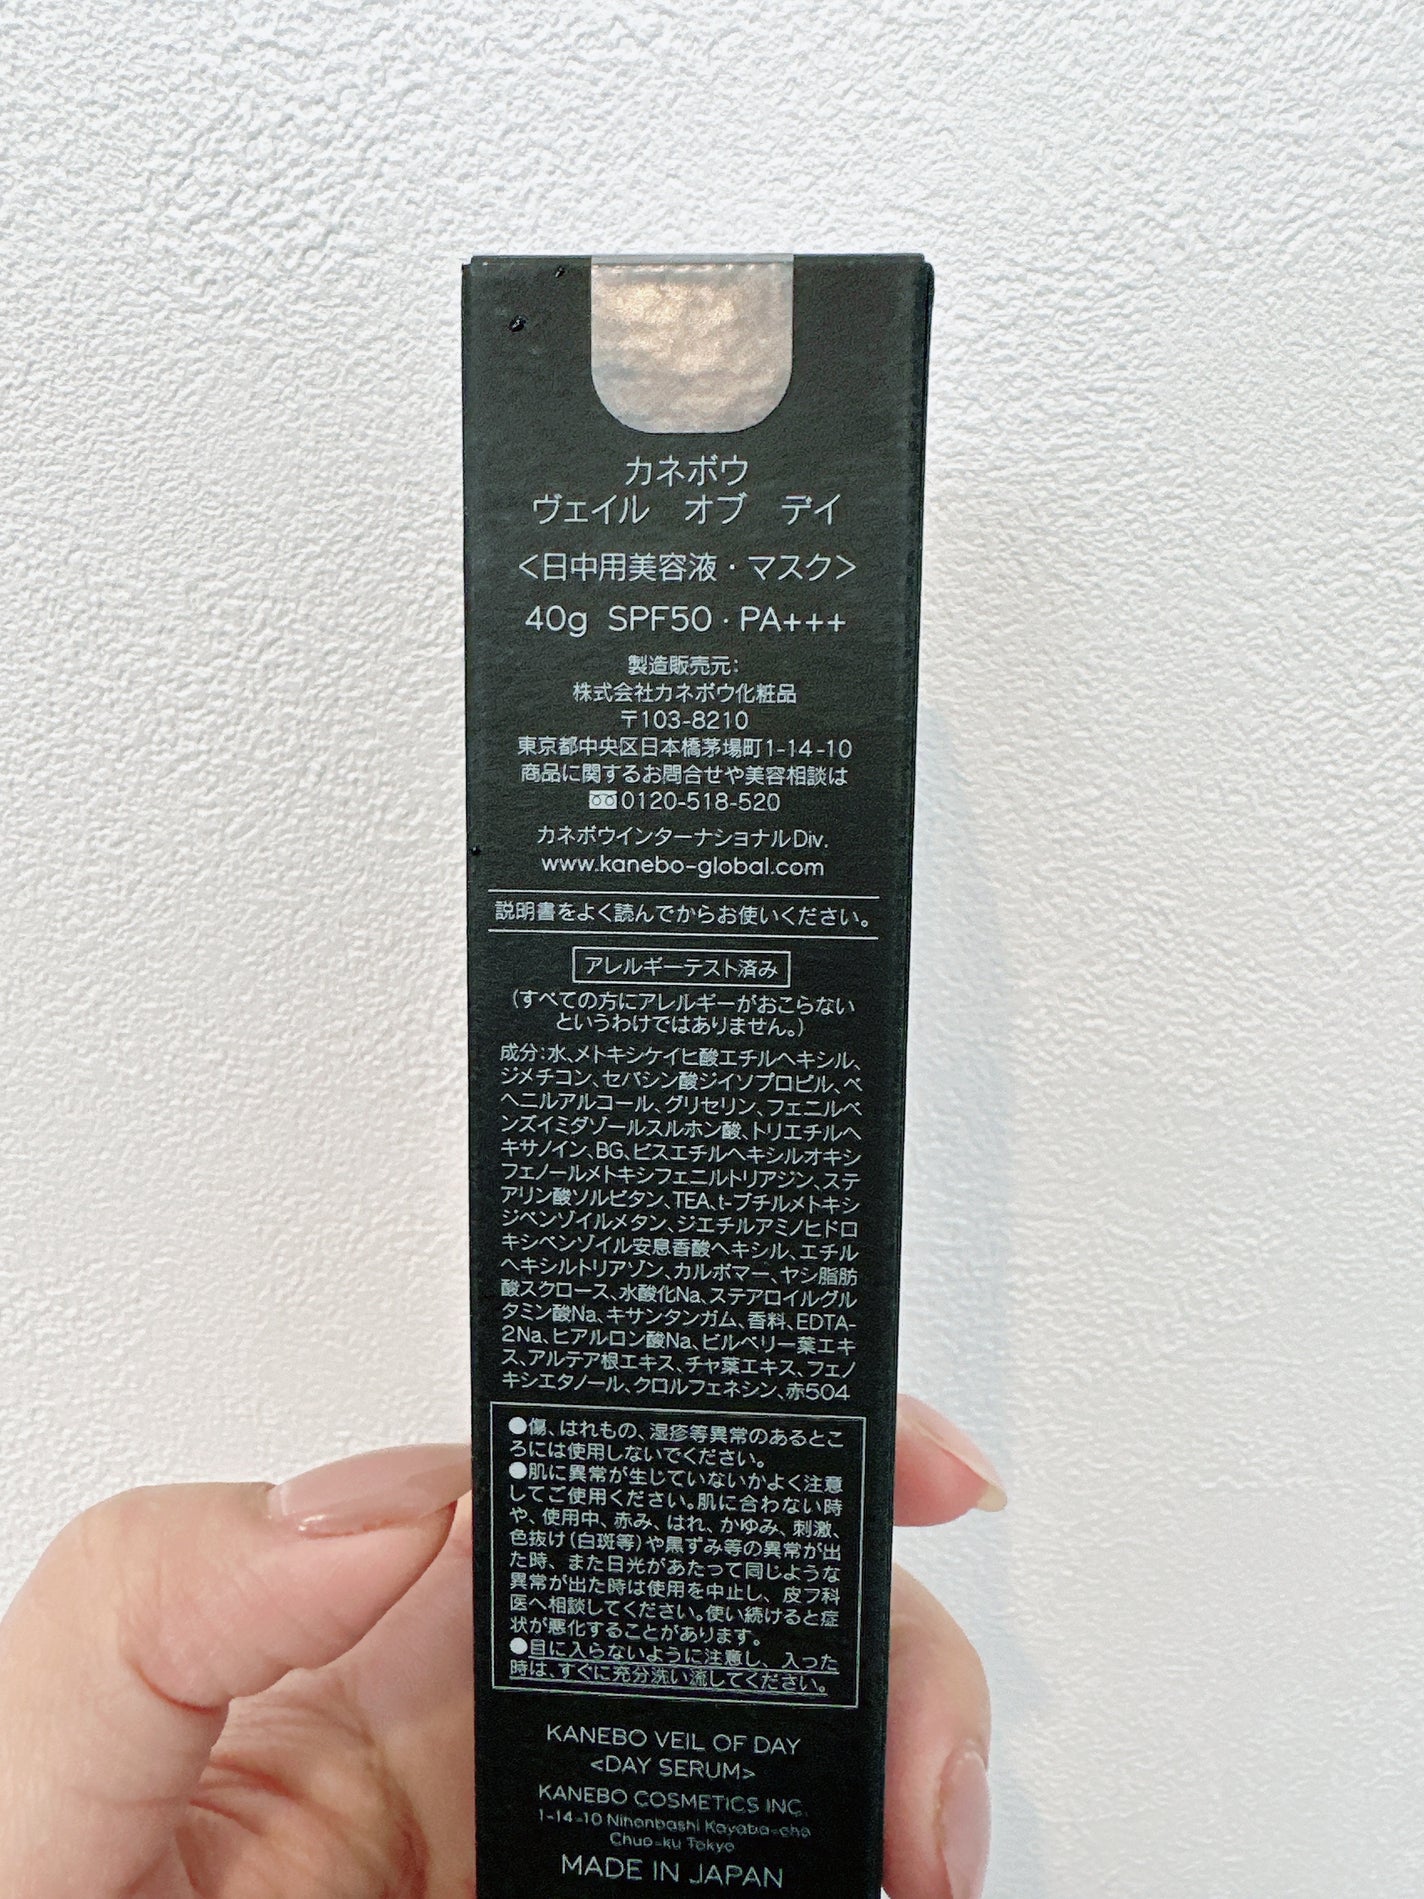 カネボウ
ヴェイル オブ デイ
<日中用美容液・マスク>
40g SPF50・PA+++
製造販売元:
株式会社カネボウ化粧品
〒103-8210
東京都中央区日本橋茅場町1-14-10
商品に関するお問合せや美容相談は
0120-518-520
カネボウインターナショナルDiv.
www.kanebo-global.com
説明書をよく読んでからお使いください。
アレルギーテスト済み
(すべての方にアレルギーがおこらない
というわけではありません。)
成分:水、メトキシケイヒ酸エチルヘキシル、
ジメチコン、セバシン酸ジイソプロピル、ベ
ヘニルアルコール、グリセリン、フェニルベ
ンズイミダゾールスルホン酸、トリエチルヘ
キサノイン、BG、ビスエチルヘキシルオキシ
フェノールメトキシフェニルトリアジン、ステ
アリン酸ソルビタン、TEA、t-ブチルメトキシ
ジベンゾイルメタン、ジエチルアミノヒドロ
キシベンゾイル安息香酸ヘキシル、エチル
ヘキシルトリアゾン、カルボマー、ヤシ脂肪
酸スクロース、水酸化Na、ステアロイルグル
タミン酸Na、キサンタンガム、香料、EDTA-
2Na、ヒアルロン酸Na、ビルベリー葉エキ
ス、アルテア根エキス、チャ葉エキス、フェノ
キシエタノール、クロルフェネシン、赤504
●傷、はれもの、湿疹等異常のあるとこ
ろには使用しないでください。
●肌に異常が生じていないかよく注意
してご使用ください。肌に合わない時
や、使用中、赤み、はれ、かゆみ、刺激、
色抜け(白斑等)や黒ずみ等の異常が出
た時、また日光があたって同じような
異常が出た時は使用を中止し、皮フ科
医へ相談してください。使い続けると症
状が悪化することがあります。
●目に入らないように注意し、入った
時は、すぐに充分洗い流してください。
KANEBO VEIL OF DAY
<DAY SERUM>
KANEBO COSMETICS INC.
1-14-10 Nihonbashi Kayaba-cho
Chuo-ku Tokyo
MADE IN JAPAN